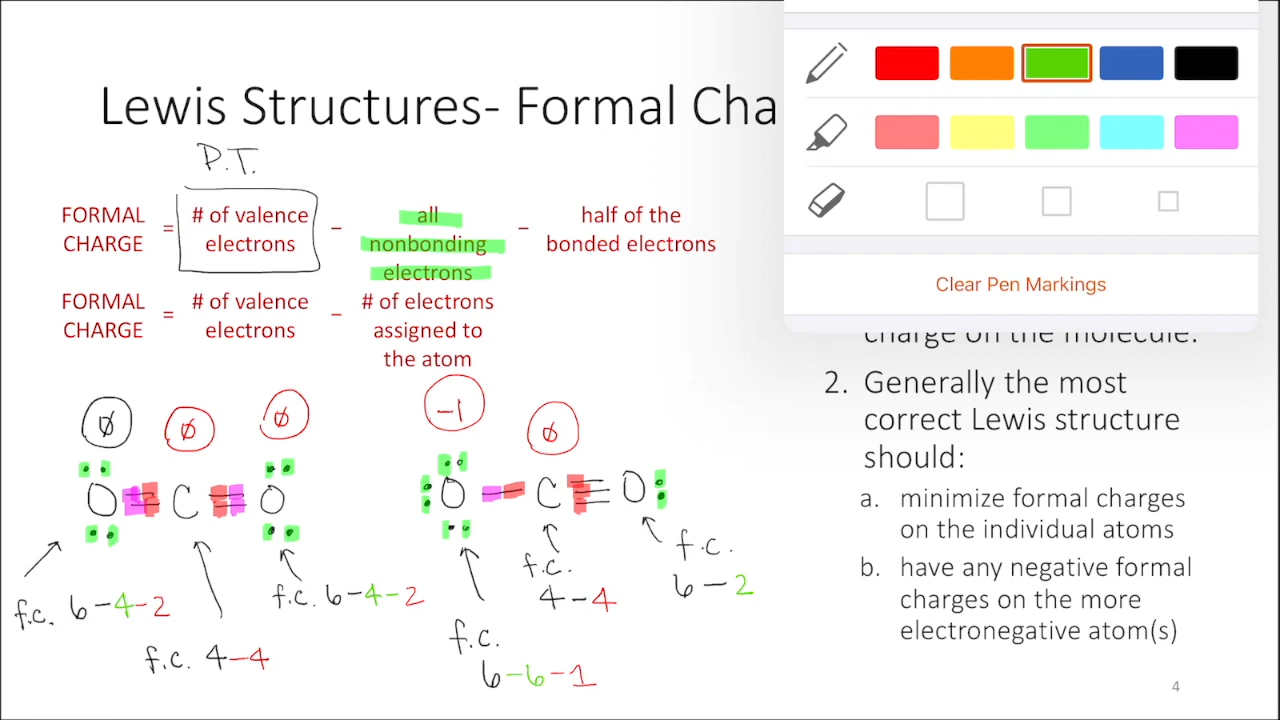 Lewis Structures- Formal Cha
P.T.
FORMAL CHARGE = # of valence electrons - all nonbonding electrons - half of the bonded electrons
FORMAL CHARGE = # of valence electrons - # of electrons assigned to the atom
Clear Pen Markings
charge on the molecule.
2. Generally the most
correct Lewis structure
should:
a. minimize formal charges
on the individual atoms
b. have any negative formal
charges on the more
electronegative atom(s)
0 0 0
O = C = O
f.c. 6-4-2
f.c. 4-4
f.c. 6-4-2
-1 0
O - C ≡ O
f.c.
6-6-1
f.c.
4-4
f.c.
6-2
4